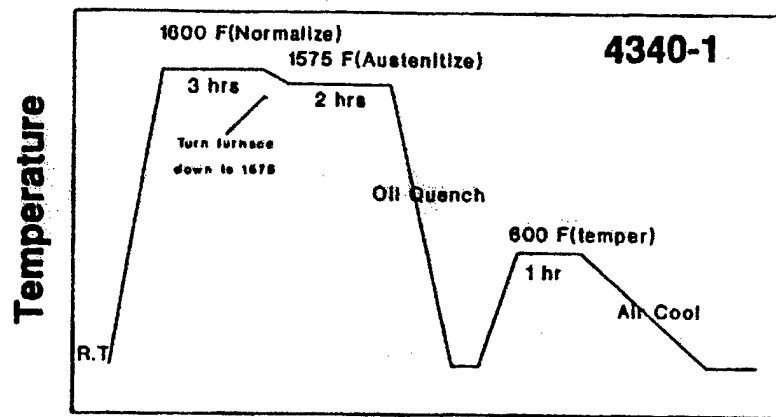 1600 F(Normalize)
1575 F(Austenitize)
4340-1
3 hrs
2 hrs
Turn furnace
down to 1575
Oil Quench
600 F(temper)
1 hr
Air Cool
R.T
Temperature